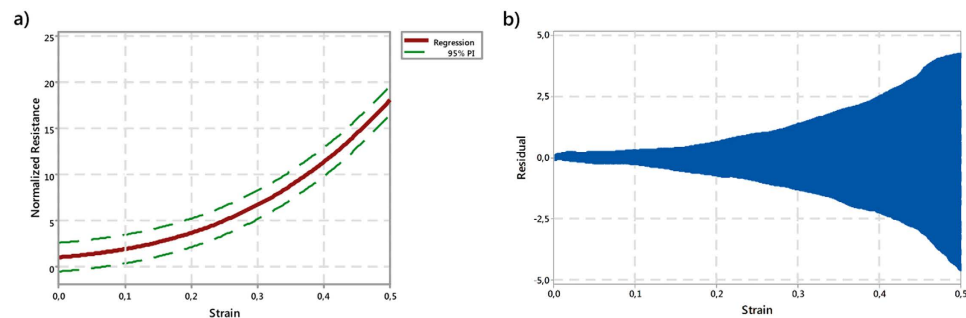 a)
25
20
15
10
5
0
Normalized Resistance
0,0 0,1 0,2 0,3 0,4 0,5
Strain
Regression
95% PI
b)
5,0
2,5
0,0
-2,5
-5,0
Residual
0,0 0,1 0,2 0,3 0,4 0,5
Strain